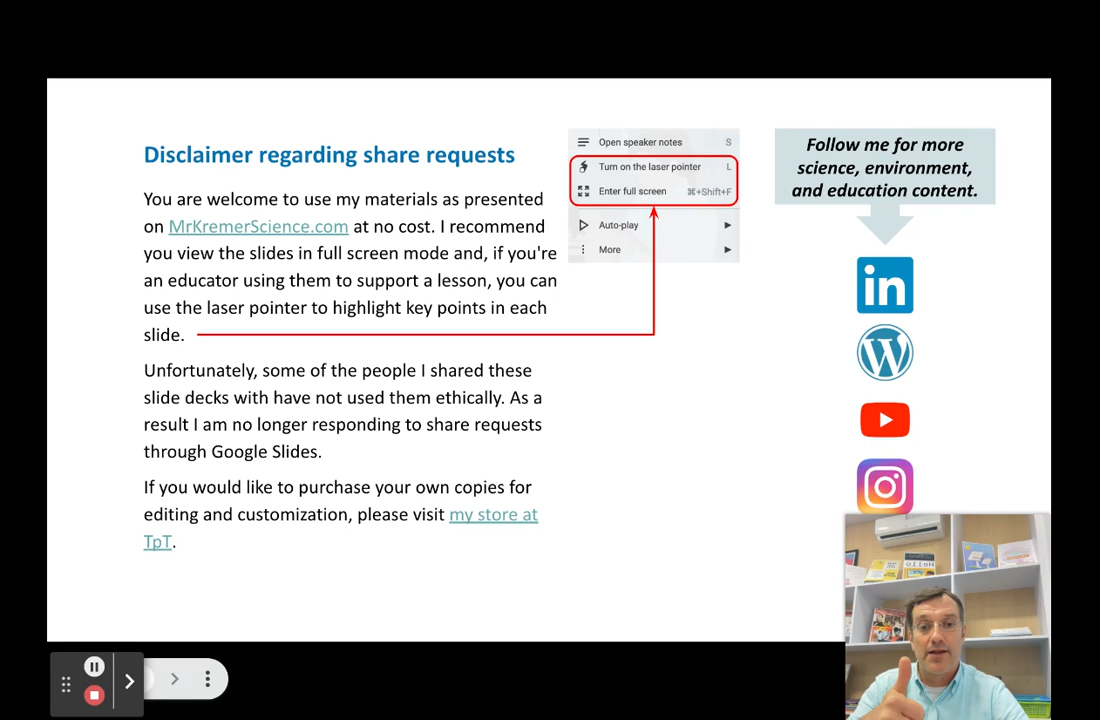 Disclaimer regarding share requests
You are welcome to use my materials as presented
on MrKremerScience.com at no cost. I recommend
you view the slides in full screen mode and, if you're
an educator using them to support a lesson, you can
use the laser pointer to highlight key points in each
slide.
Unfortunately, some of the people I shared these
slide decks with have not used them ethically. As a
result I am no longer responding to share requests
through Google Slides.
If you would like to purchase your own copies for
editing and customization, please visit my store at
TpT.
Open speaker notes S
Turn on the laser pointer L
Enter full screen ⌘+Shift+F
Auto-play
More
Follow me for more
science, environment,
and education content.
in
W
Hello